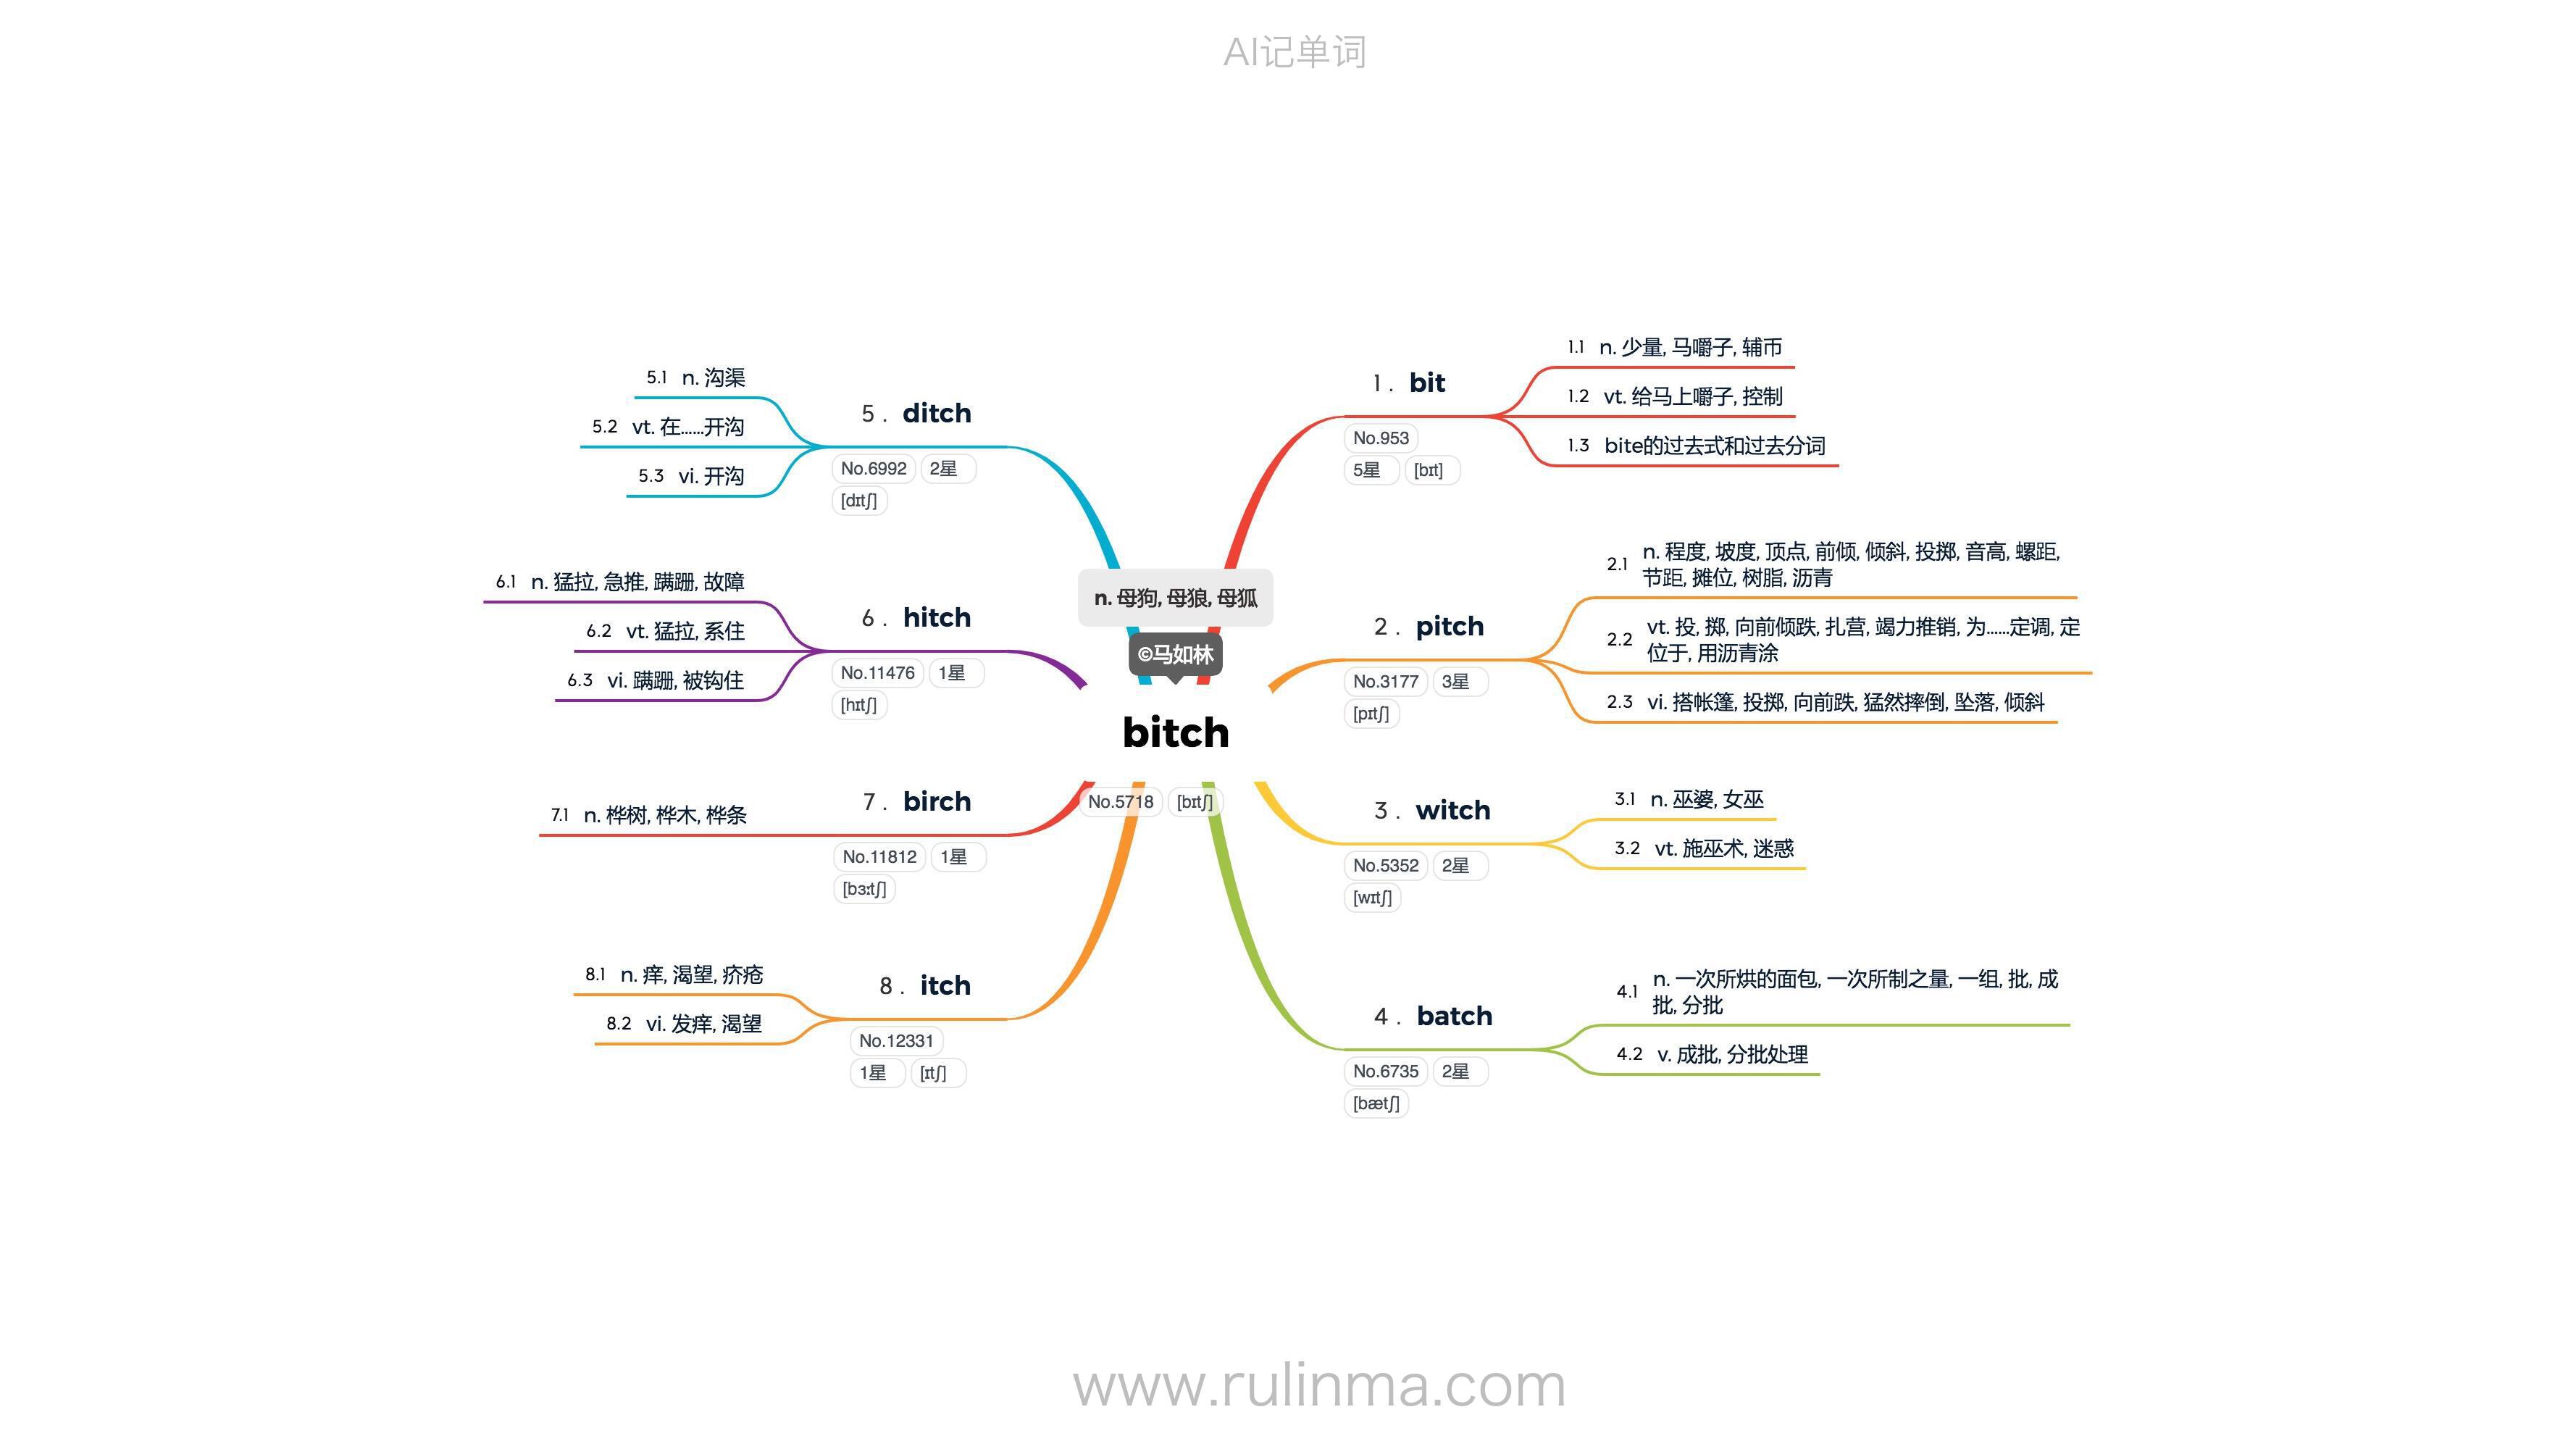 AI记单词
n. 母狗, 母狼, 母狐
©马如林
bitch
No.5718 [bɪtʃ]
1. bit
No.953
5星 [bɪt]
1.1 n. 少量, 马嚼子, 辅币
1.2 vt. 给马上嚼子, 控制
1.3 bite的过去式和过去分词
2. pitch
No.3177 3星
[pɪtʃ]
2.1 n. 程度, 坡度, 顶点, 前倾, 倾斜, 投掷, 音高, 螺距,
节距, 摊位, 树脂, 沥青
2.2 vt. 投, 掷, 向前倾跌, 扎营, 竭力推销, 为……定调, 定
位于, 用沥青涂
2.3 vi. 搭帐篷, 投掷, 向前跌, 猛然摔倒, 坠落, 倾斜
3. witch
No.5352 2星
[wɪtʃ]
3.1 n. 巫婆, 女巫
3.2 vt. 施巫术, 迷惑
4. batch
No.6735 2星
[bætʃ]
4.1 n. 一次所烘的面包, 一次所制之量, 一组, 批, 成
批, 分批
4.2 v. 成批, 分批处理
5. ditch
No.6992 2星
[dɪtʃ]
5.1 n. 沟渠
5.2 vt. 在……开沟
5.3 vi. 开沟
6. hitch
No.11476 1星
[hɪtʃ]
6.1 n. 猛拉, 急推, 蹒跚, 故障
6.2 vt. 猛拉, 系住
6.3 vi. 蹒跚, 被钩住
7. birch
No.11812 1星
[bɜːtʃ]
7.1 n. 桦树, 桦木, 桦条
8. itch
No.12331
1星 [ɪtʃ]
8.1 n. 痒, 渴望, 疥疮
8.2 vi. 发痒, 渴望
www.rulinma.com